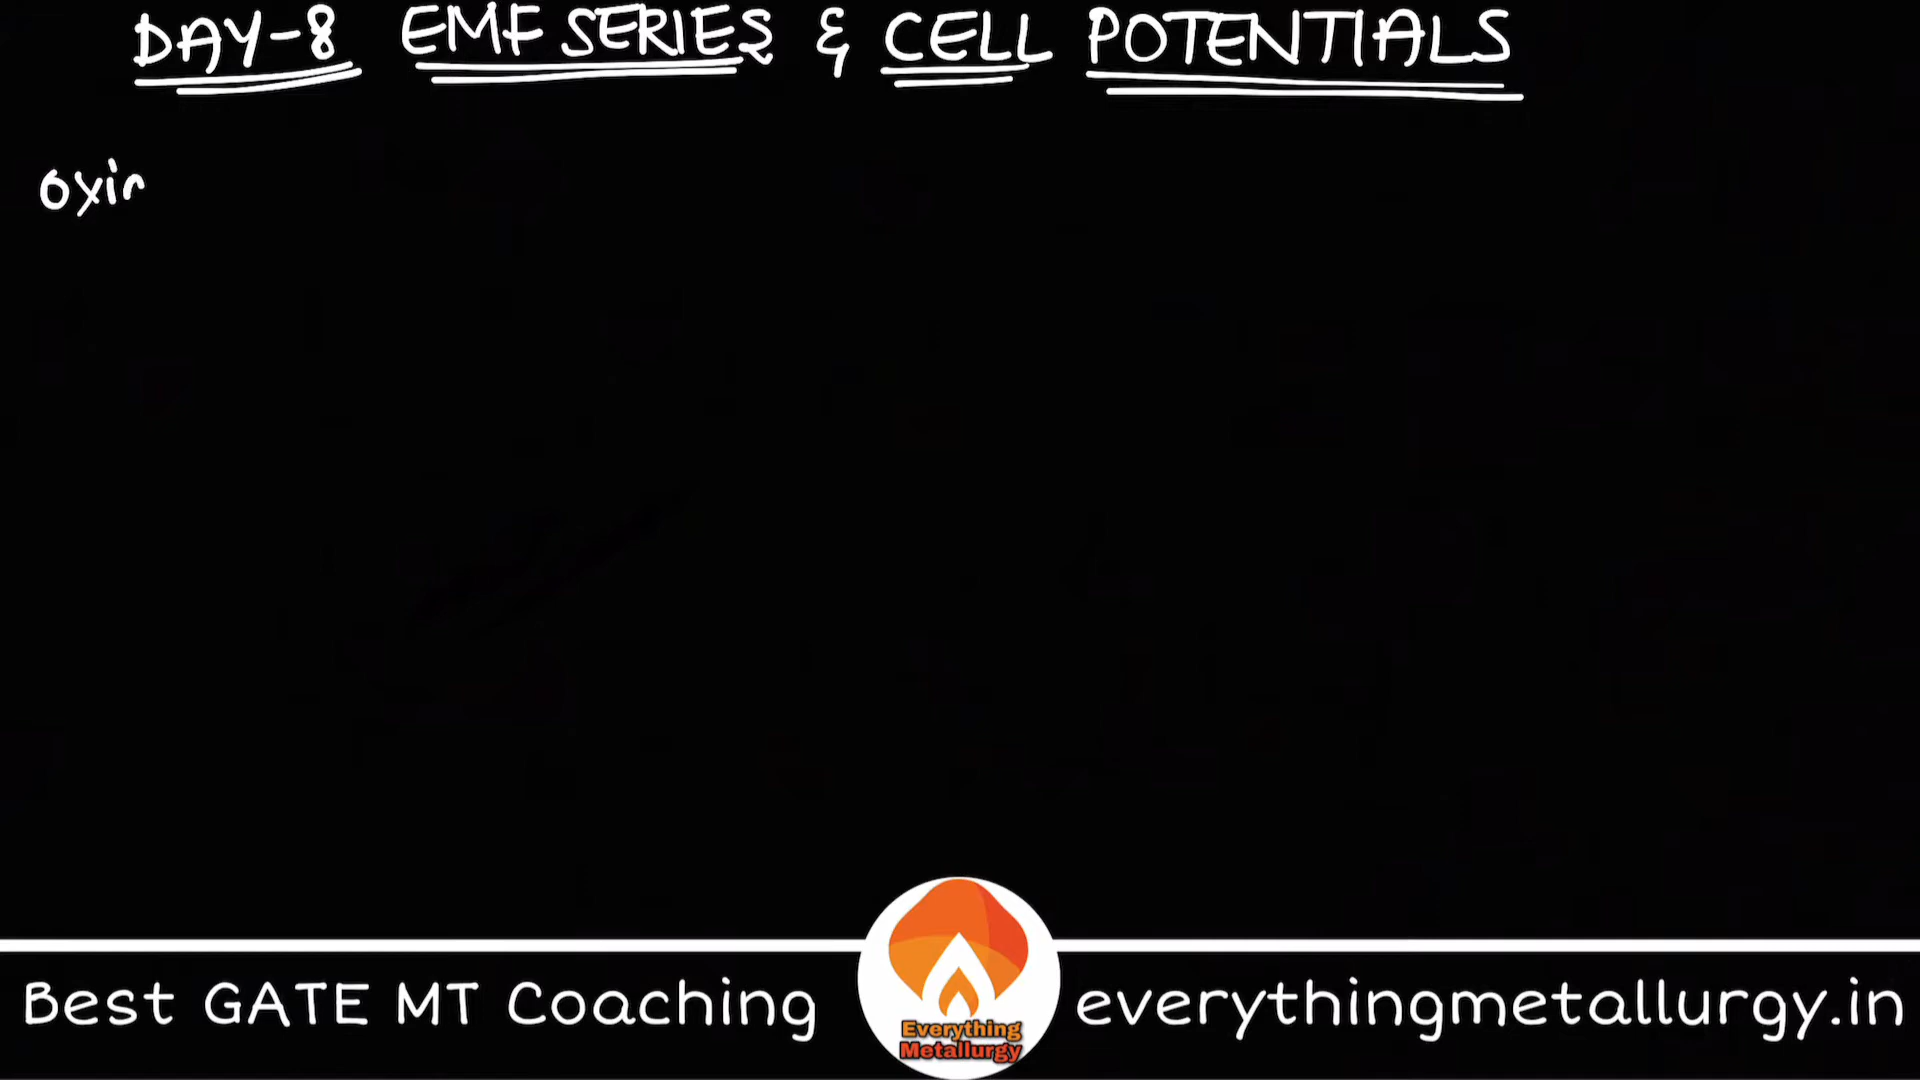 DAY-8 EMF SERIES & CELL POTENTIALS
oxir
Best GATE MT Coaching
Everything
Metallurgy
everythingmetallurgy.in